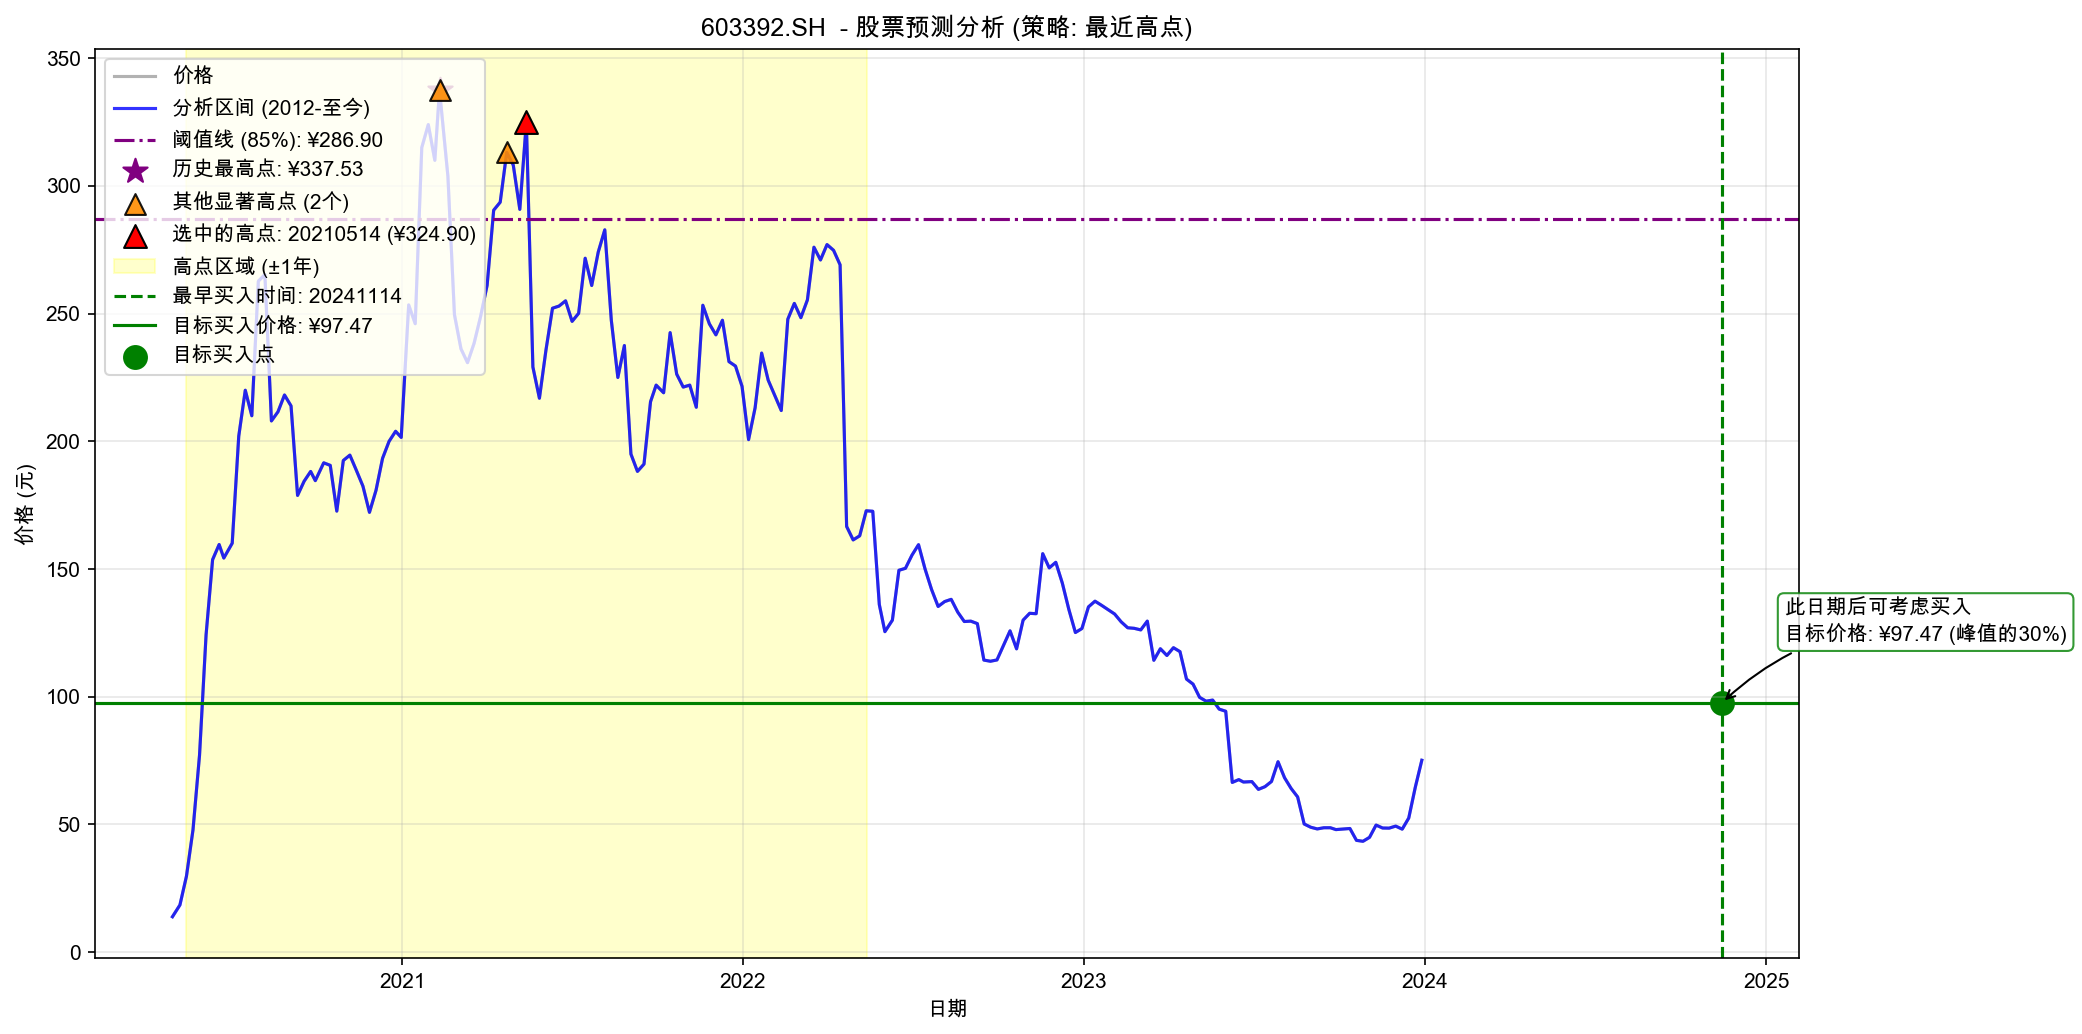 603392.SH - 股票预测分析 (策略: 最近高点)
350
300
250
200
150
100
50
0
价格 (元)
价格
分析区间 (2012-至今)
阈值线 (85%): ¥286.90
历史最高点: ¥337.53
其他显著高点 (2个)
选中的高点: 20210514 (¥324.90)
高点区域 (±1年)
最早买入时间: 20241114
目标买入价格: ¥97.47
目标买入点
此日期后可考虑买入
目标价格: ¥97.47 (峰值的30%)
2021
2022
2023
2024
2025
日期